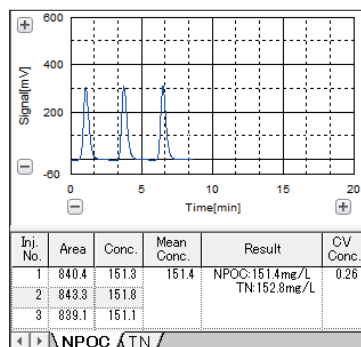 600
400
200
-60
Signal[mV]
0 5 10 15 20
Time[min]
Inj. No. Area Conc. Mean Conc. Result CV Conc.
1 840.4 151.3 151.4 NPOC:151.4mg/L 0.26
TN:152.8mg/L
2 843.3 151.8
3 839.1 151.1
NPOC TN